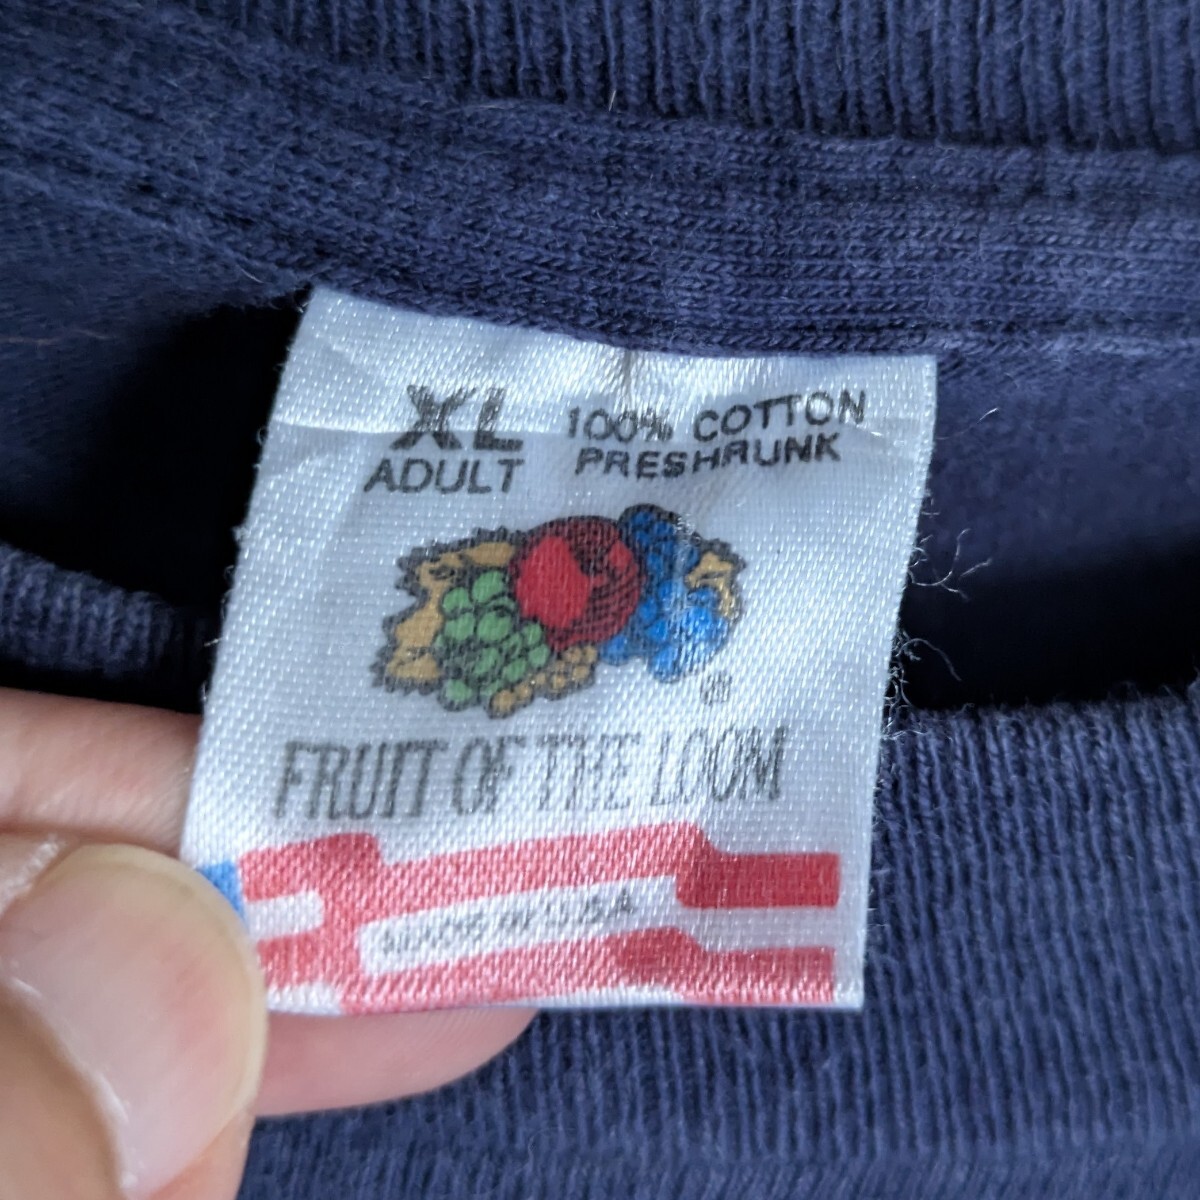 XL
ADULT
100% COTTON
PRESHRUNK
®
FRUIT OF THE LOOM
MADE IN U.S.A.